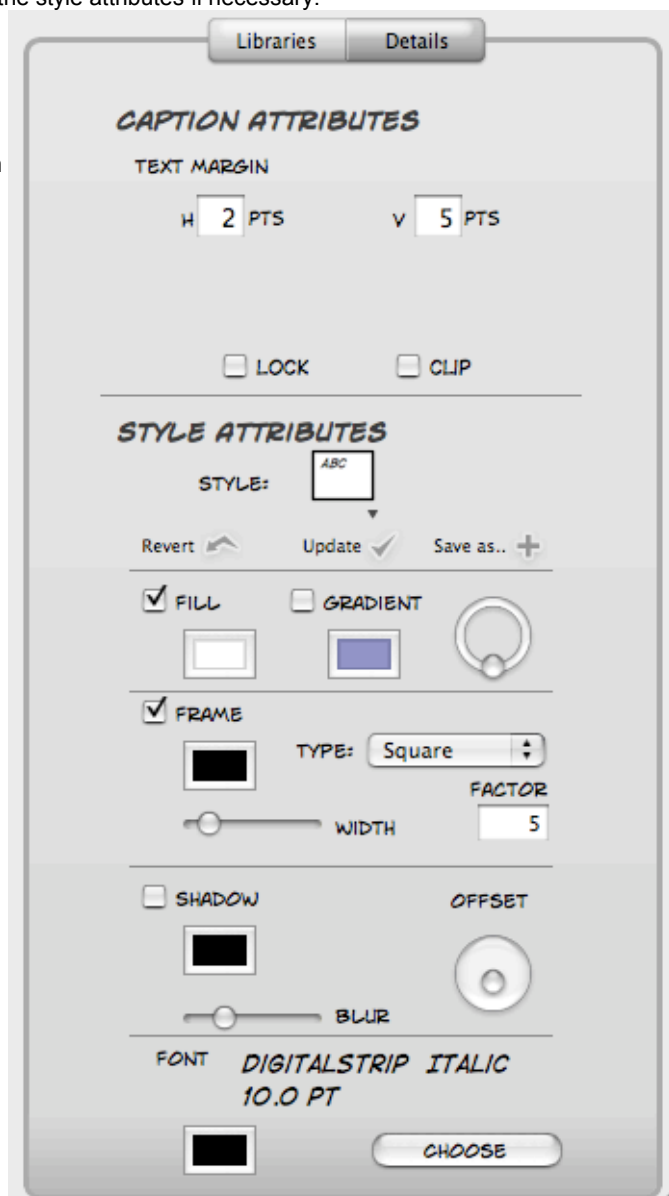 the style attributes if necessary.
Libraries Details
CAPTION ATTRIBUTES
TEXT MARGIN
H 2 PTS V 5 PTS
LOCK CLIP
STYLE ATTRIBUTES
ABC
STYLE:
Revert Update Save as..
FILL GRADIENT
FRAME
TYPE: Square
FACTOR
WIDTH 5
SHADOW OFFSET
BLUR
FONT DIGITALSTRIP ITALIC
10.0 PT
CHOOSE